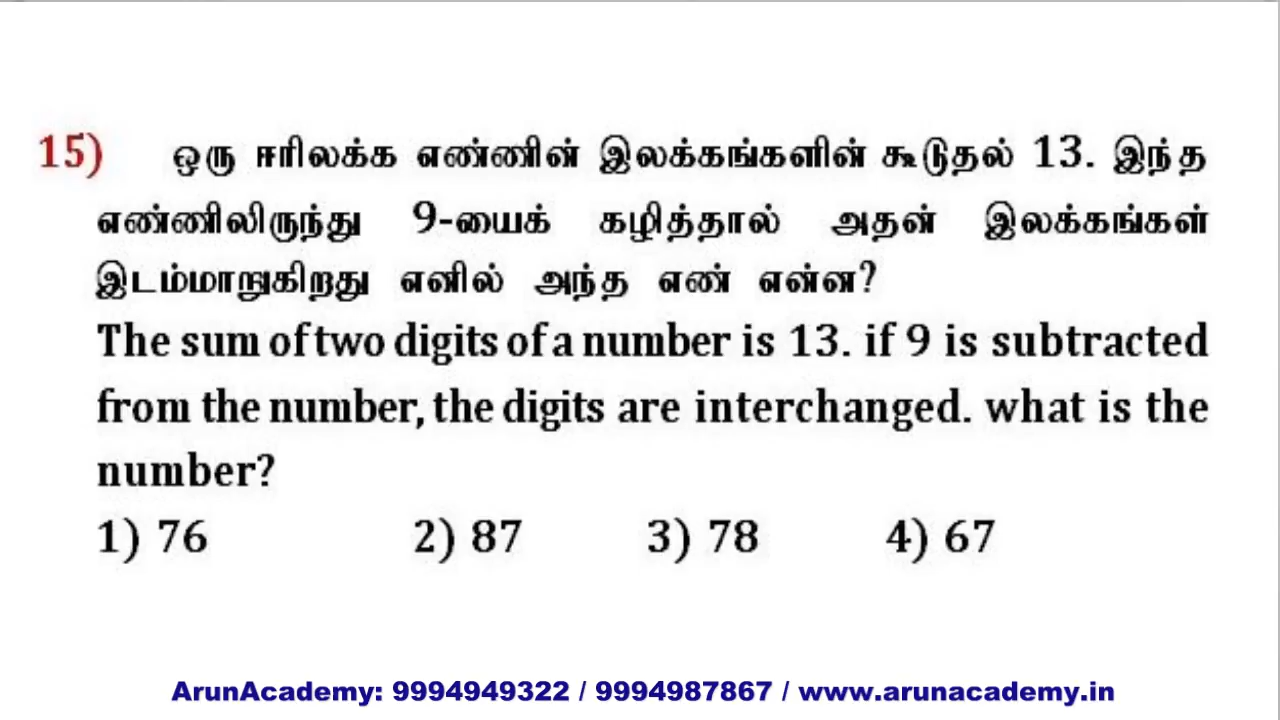 15) ஒரு ஈரிலக்க எண்ணின் இலக்கங்களின் கூடுதல் 13. இந்த
எண்ணிலிருந்து 9-யைக் கழித்தால் அதன் இலக்கங்கள்
இடம்மாறுகிறது எனில் அந்த எண் என்ன?
The sum of two digits of a number is 13. if 9 is subtracted
from the number, the digits are interchanged. what is the
number?
1) 76 2) 87 3) 78 4) 67
ArunAcademy: 9994949322 / 9994987867 / www.arunacademy.in